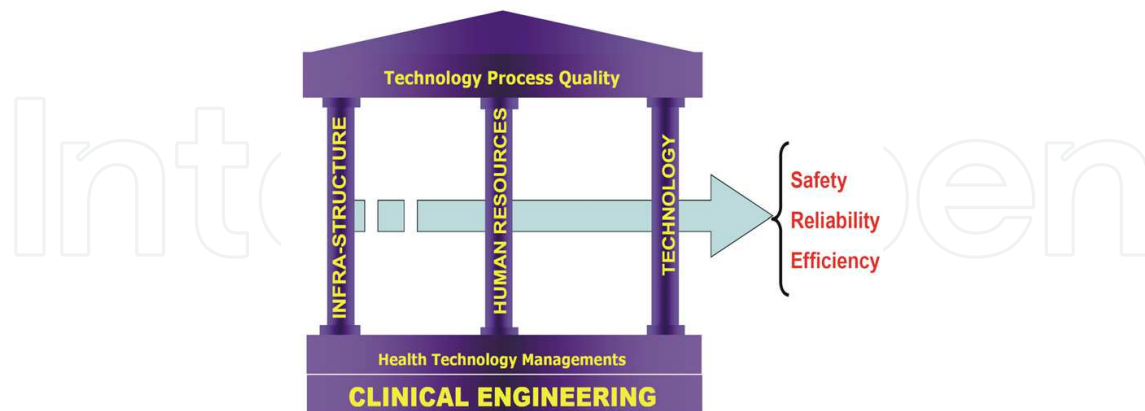 Technology Process Quality
INFRA-STRUCTURE
HUMAN RESOURCES
TECHNOLOGY
Safety
Reliability
Efficiency
Health Technology Managements
CLINICAL ENGINEERING